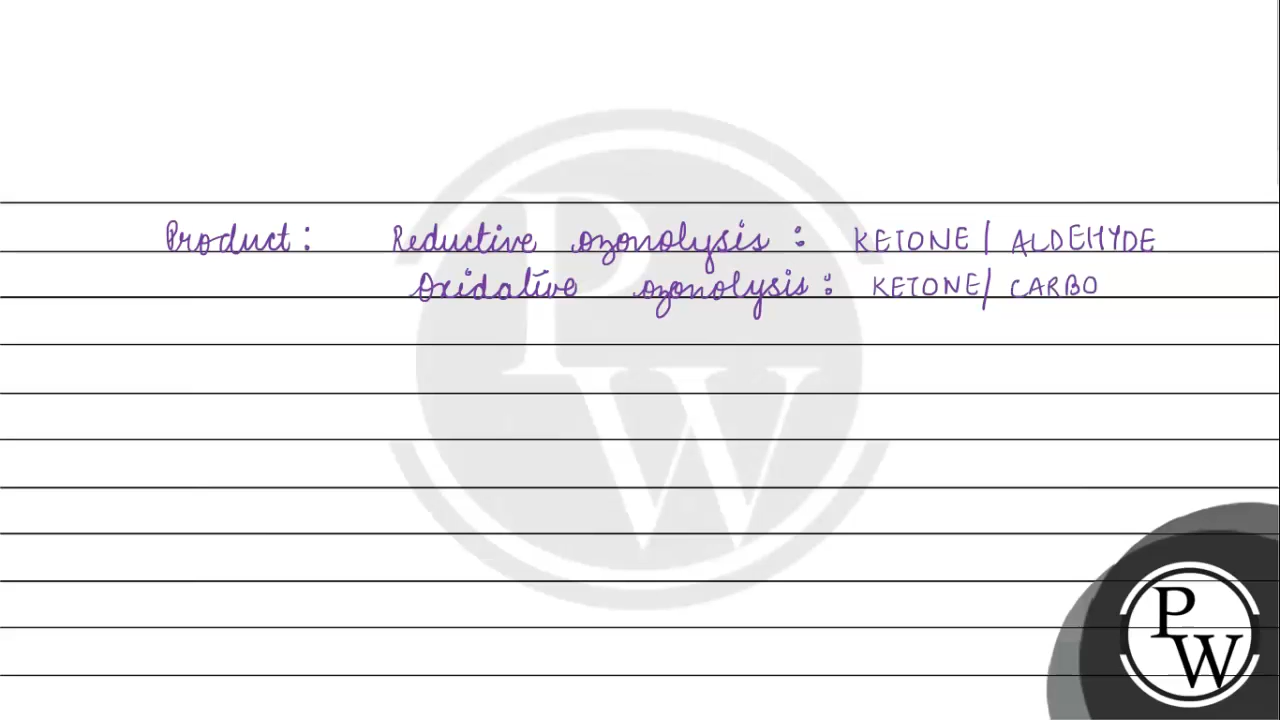 Product : Reductive ozonolysis : KETONE / ALDEHYDE
Oxidative ozonolysis : KETONE / CARBO
P
W
P
W